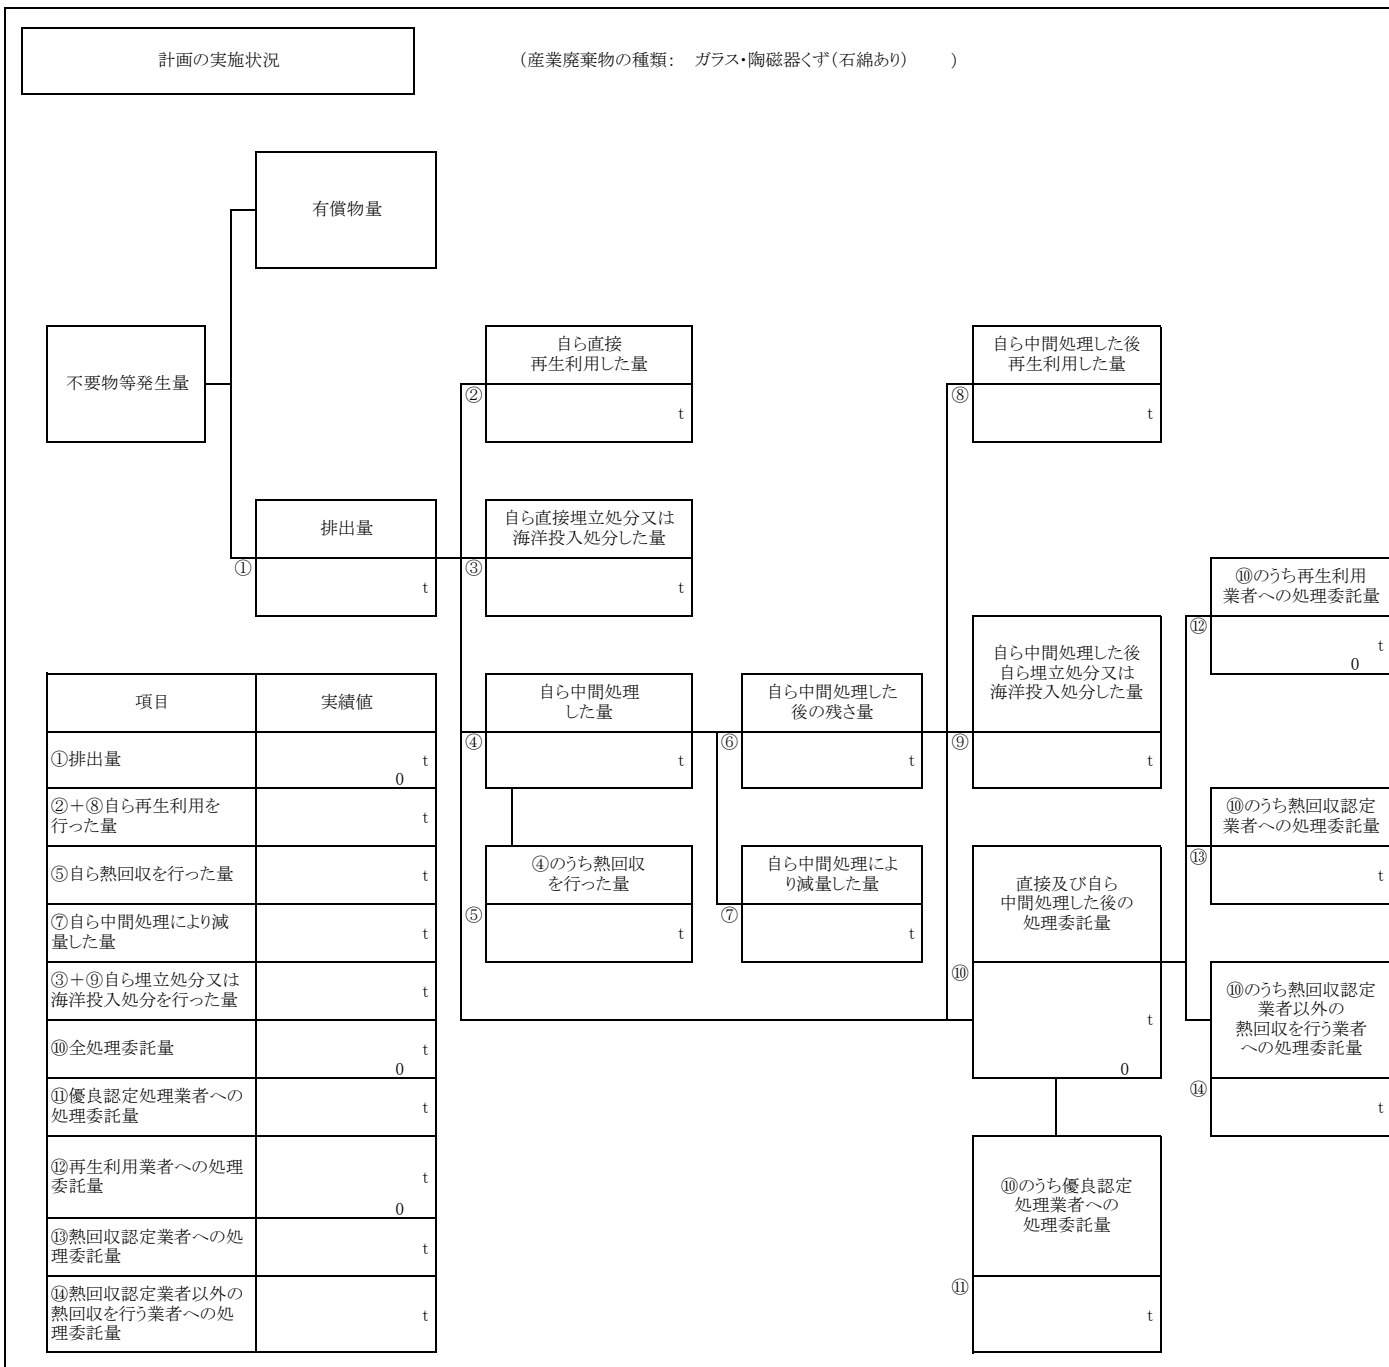 計画の実施状況
(産業廃棄物の種類： ガラス・陶磁器くず（石綿あり） )
有償物量
不要物等発生量
自ら直接
再生利用した量
②
t
自ら中間処理した後
再生利用した量
⑧
t
排出量
①
t
自ら直接埋立処分又は
海洋投入処分した量
③
t
⑩のうち再生利用
業者への処理委託量
⑫
t
0
自ら中間処理した後
自ら埋立処分又は
海洋投入処分した量
⑨
t
自ら中間処理
した量
④
t
自ら中間処理した
後の残さ量
⑥
t
④のうち熱回収
を行った量
⑤
t
自ら中間処理によ
り減量した量
⑦
t
直接及び自ら
中間処理した後の
処理委託量
⑩
t
0
⑩のうち熱回収認定
業者への処理委託量
⑬
t
⑩のうち熱回収認定
業者以外の
熱回収を行う業者
への処理委託量
⑭
t
⑩のうち優良認定
処理業者への
処理委託量
⑪
t
項目 実績値
①排出量 t
0
②＋⑧自ら再生利用を
行った量 t
⑤自ら熱回収を行った量 t
⑦自ら中間処理により減
量した量 t
③＋⑨自ら埋立処分又は
海洋投入処分を行った量 t
⑩全処理委託量 t
0
⑪優良認定処理業者への
処理委託量 t
⑫再生利用業者への処理
委託量 t
0
⑬熱回収認定業者への処
理委託量 t
⑭熱回収認定業者以外の
熱回収を行う業者への処
理委託量 t